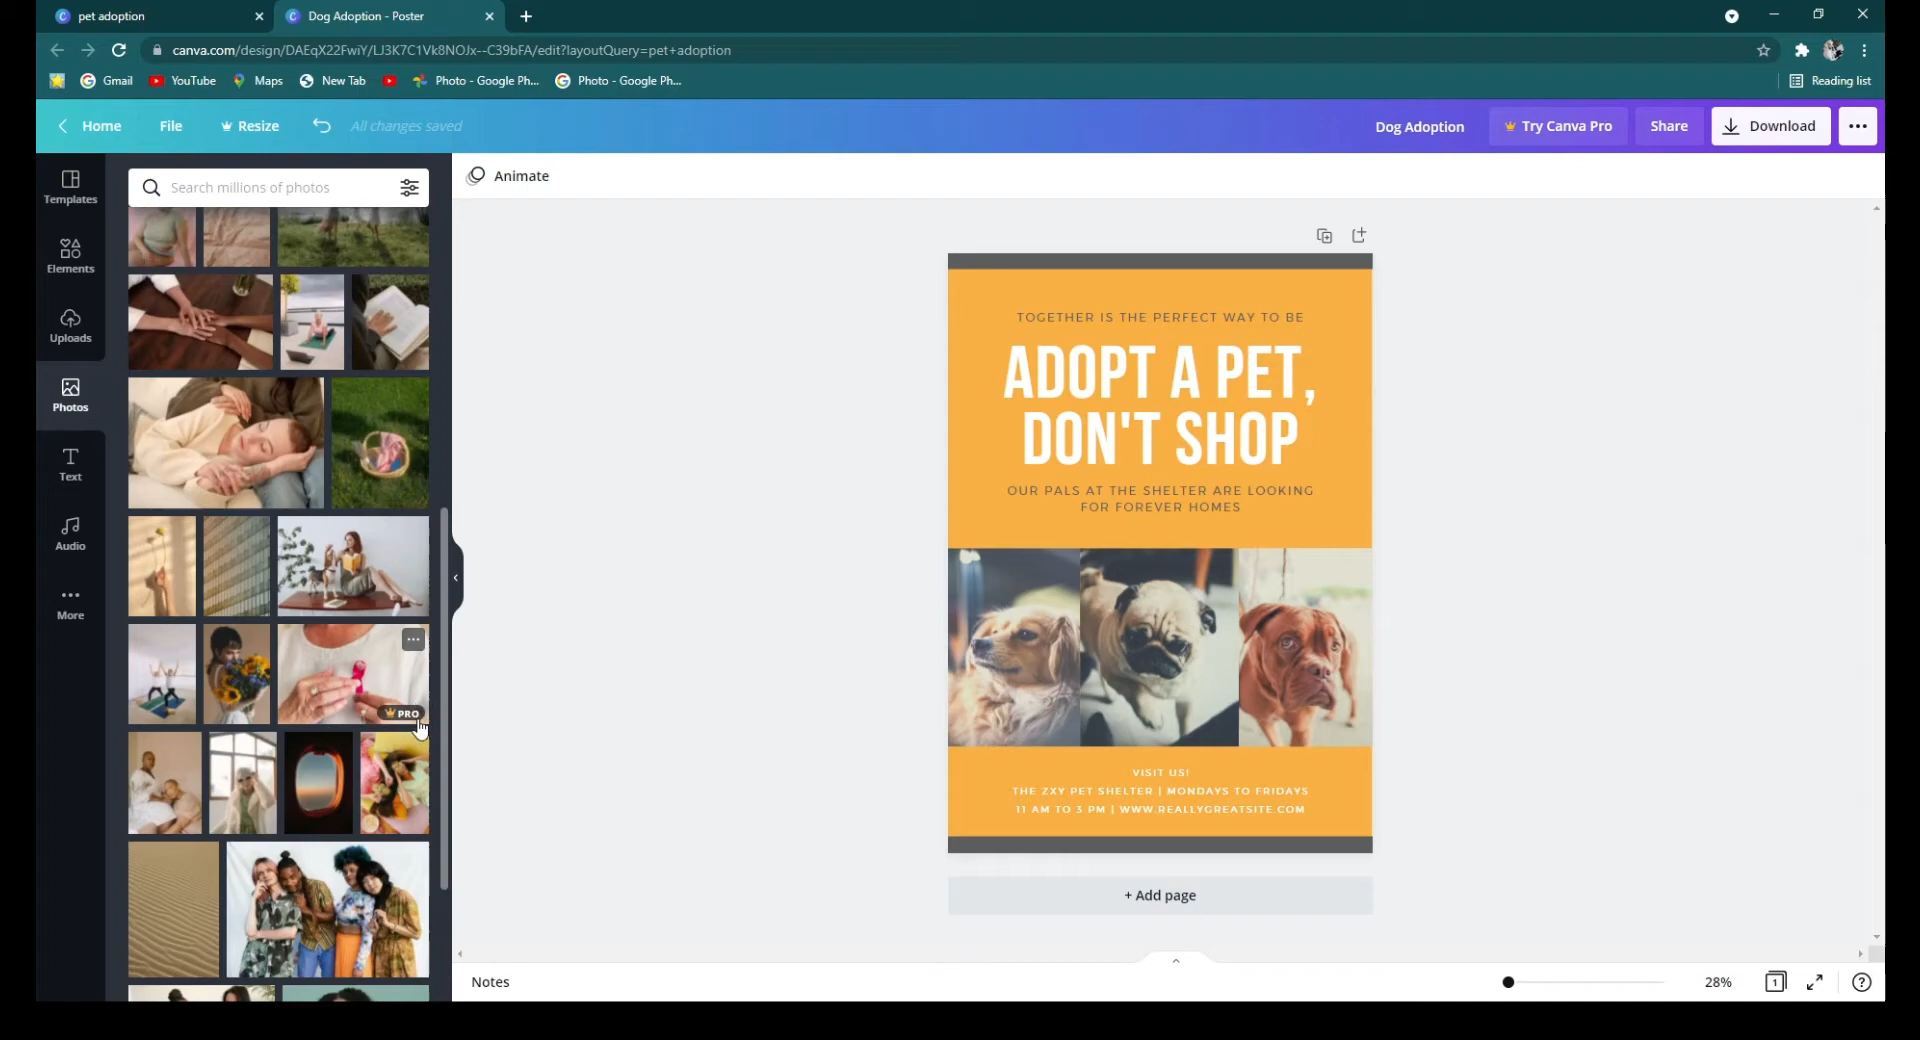 pet adoption
Dog Adoption - Poster
canva.com/design/DAEqX22FwiY/LJ3K7C1Vk8NOJx--C39bFA/edit?layoutQuery=pet+adoption
Gmail
YouTube
Maps
New Tab
Photo - Google Ph...
Photo - Google Ph...
Reading list
Home
File
Resize
All changes saved
Dog Adoption
Try Canva Pro
Share
Download
Templates
Elements
Uploads
Photos
Text
Audio
More
Search millions of photos
PRO
Animate
TOGETHER IS THE PERFECT WAY TO BE
ADOPT A PET,
DON'T SHOP
OUR PALS AT THE SHELTER ARE LOOKING
FOR FOREVER HOMES
VISIT US!
THE ZXY PET SHELTER | MONDAYS TO FRIDAYS
11 AM TO 3 PM | WWW.REALLYGREATSITE.COM
+ Add page
Notes
28%
1